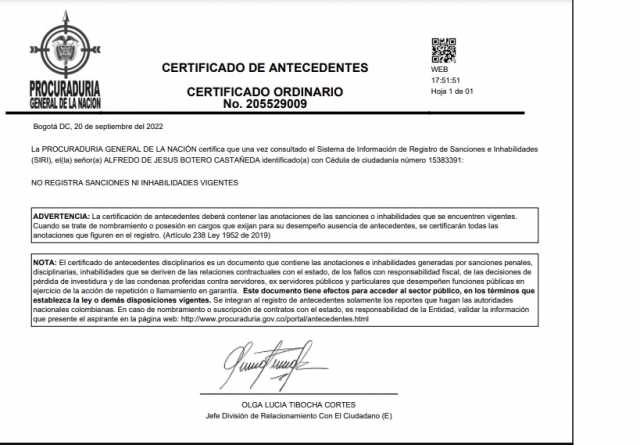 PROCURADURIA
GENERAL DE LA NACION
CERTIFICADO DE ANTECEDENTES
CERTIFICADO ORDINARIO
No. 205529009
WEB
17:51:51
Hoja 1 de 01
Bogotá DC, 20 de septiembre del 2022
La PROCURADURIA GENERAL DE LA NACIÓN certifica que una vez consultado el Sistema de Información de Registro de Sanciones e Inhabilidades
(SIRI), el(la) señor(a) ALFREDO DE JESUS BOTERO CASTAÑEDA identificado(a) con Cédula de ciudadanía número 15383391:
NO REGISTRA SANCIONES NI INHABILIDADES VIGENTES
ADVERTENCIA: La certificación de antecedentes deberá contener las anotaciones de las sanciones o inhabilidades que se encuentren vigentes.
Cuando se trate de nombramiento o posesión en cargos que exijan para su desempeño ausencia de antecedentes, se certificarán todas las
anotaciones que figuren en el registro. (Artículo 238 Ley 1952 de 2019)
NOTA: El certificado de antecedentes disciplinarios es un documento que contiene las anotaciones e inhabilidades generadas por sanciones penales,
disciplinarias, inhabilidades que se deriven de las relaciones contractuales con el estado, de los fallos con responsabilidad fiscal, de las decisiones de
pérdida de investidura y de las condenas proferidas contra servidores, ex servidores públicos y particulares que desempeñen funciones públicas en
ejercicio de la acción de repetición o llamamiento en garantía. Este documento tiene efectos para acceder al sector público, en los términos que
establezca la ley o demás disposiciones vigentes. Se integran al registro de antecedentes solamente los reportes que hagan las autoridades
nacionales colombianas. En caso de nombramiento o suscripción de contratos con el estado, es responsabilidad de la Entidad, validar la información
que presente el aspirante en la página web: http://www.procuraduria.gov.co/portal/antecedentes.html
OLGA LUCIA TIBOCHA CORTES
Jefe División de Relacionamiento Con El Ciudadano (E)